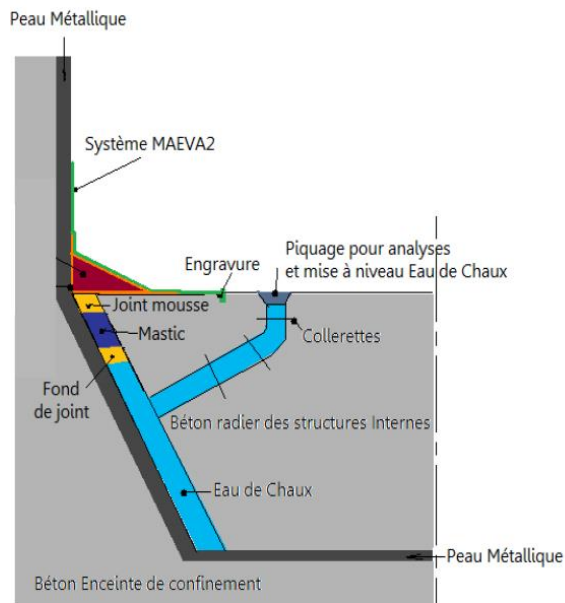 Peau Métallique
Système MAEVA2
Engravure
Piquage pour analyses
et mise à niveau Eau de Chaux
Joint mousse
Mastic
Collerettes
Fond
de joint
Béton radier des structures Internes
Eau de Chaux
Peau Métallique
Béton Enceinte de confinement